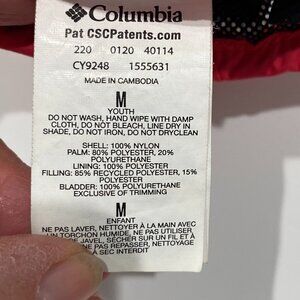 Columbia
Pat CSCPatents.com
220 0120 40114
CY9248 1555631
MADE IN CAMBODIA
M
YOUTH
DO NOT WASH, HAND WIPE WITH DAMP
CLOTH, DO NOT BLEACH, LINE DRY IN
SHADE, DO NOT IRON, DO NOT DRYCLEAN
SHELL: 100% NYLON
PALM: 80% POLYESTER, 20%
POLYURETHANE
LINING: 100% POLYESTER
FILLING: 85% RECYCLED POLYESTER, 15%
POLYESTER
BLADDER: 100% POLYURETHANE
EXCLUSIVE OF TRIMMING
M
ENFANT
NE PAS LAVER, NETTOYER À LA MAIN AVEC
UN TORCHON HUMIDE, NE PAS UTILISER
DE JAVEL, SÉCHER SUR UN FIL ET À
NE PAS REPASSER, NETTOYAGE
À SEC INTERDIT